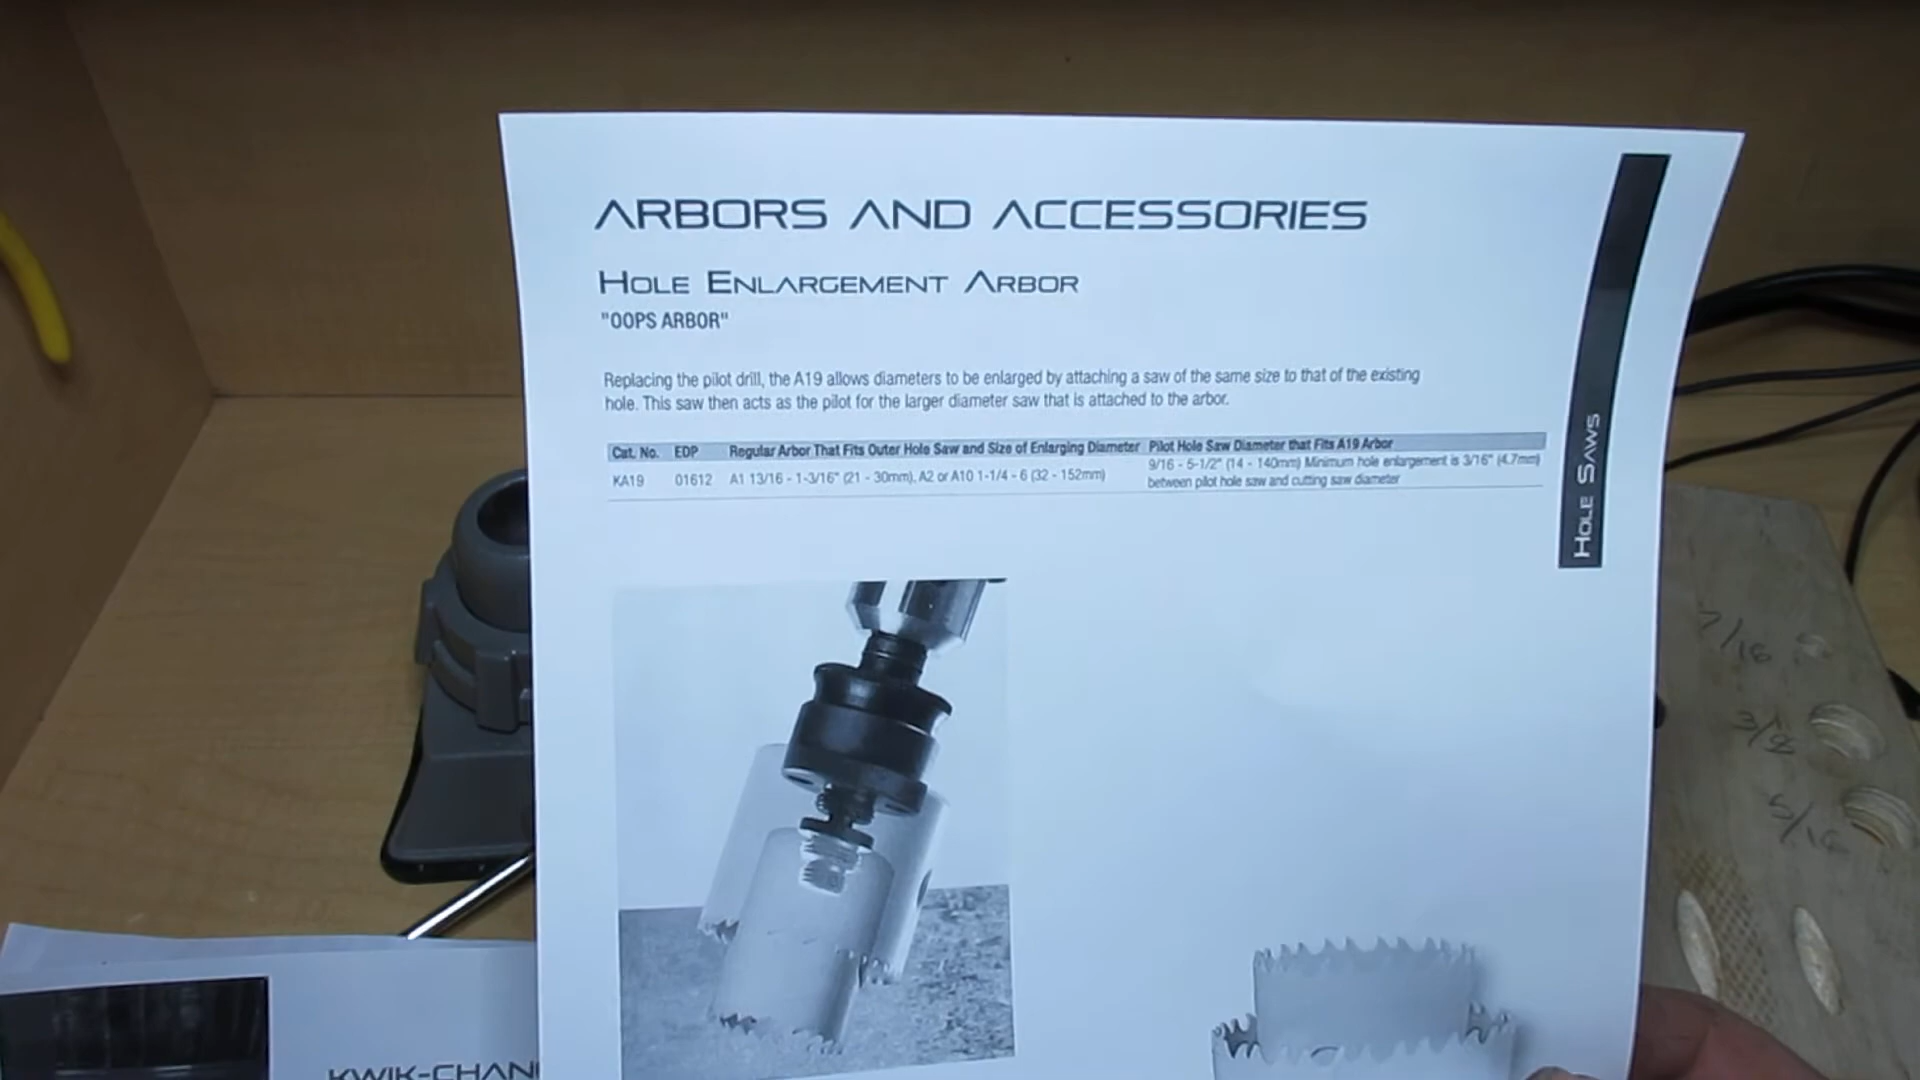 ARBORS AND ACCESSORIES
HOLE ENLARGEMENT ARBOR
"OOPS ARBOR"
Replacing the pilot drill, the A19 allows diameters to be enlarged by attaching a saw of the same size to that of the existing
hole. This saw then acts as the pilot for the larger diameter saw that is attached to the arbor.
Cat. No. EDP Regular Arbor That Fits Outer Hole Saw and Size of Enlarging Diameter Pilot Hole Saw Diameter that Fits A19 Arbor
KA19 01612 A1 13/16 - 1-3/16" (21 - 30mm), A2 or A10 1-1/4 - 6 (32 - 152mm) 9/16 - 5-1/2" (14 - 140mm) Minimum hole enlargement is 3/16" (4.7mm)
between pilot hole saw and cutting saw diameter
HOLE SAWS
7/16
3/8
5/16
KWIK-CHAN